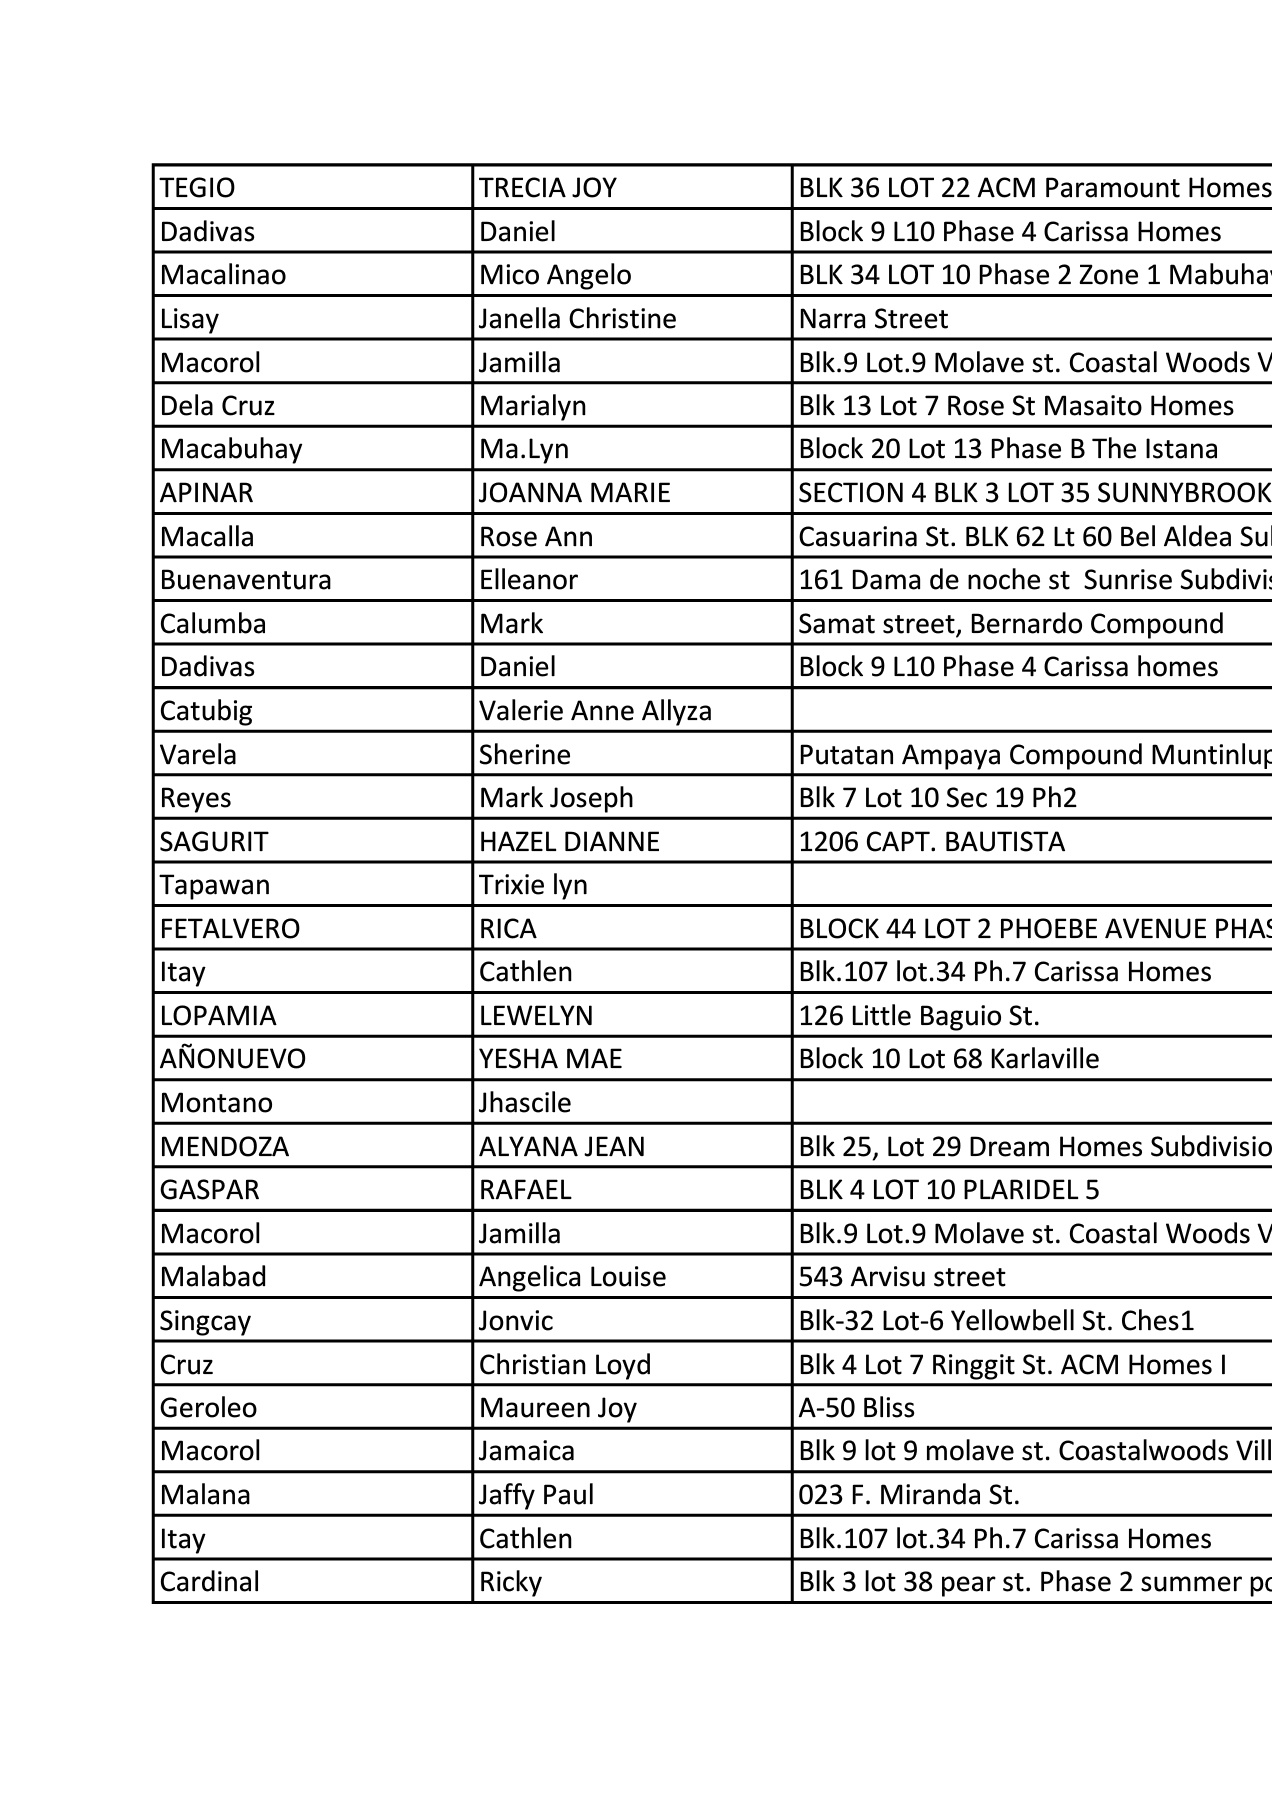 TEGIO TRECIA JOY BLK 36 LOT 22 ACM Paramount Homes
Dadivas Daniel Block 9 L10 Phase 4 Carissa Homes
Macalinao Mico Angelo BLK 34 LOT 10 Phase 2 Zone 1
Lisay Janella Christine Narra Street
Macorol Jamilla Blk.9 Lot.9 Molave st. Coastal Woods
Dela Cruz Marialyn Blk 13 Lot 7 Rose St Masaito Homes
Macabuhay Ma.Lyn Block 20 Lot 13 Phase B The Istana
APINAR JOANNA MARIE SECTION 4 BLK 3 LOT 35 SUNNYBROOK
Macalla Rose Ann Casuarina St. BLK 62 Lt 60 Bel Aldea
Buenaventura Elleanor 161 Dama de noche st Sunrise
Calumba Mark Samat street, Bernardo Compound
Dadivas Daniel Block 9 L10 Phase 4 Carissa homes
Catubig Valerie Anne Allyza
Varela Sherine Putatan Ampaya Compound
Reyes Mark Joseph Blk 7 Lot 10 Sec 19 Ph2
SAGURIT HAZEL DIANNE 1206 CAPT. BAUTISTA
Tapawan Trixie lyn
FETALVERO RICA BLOCK 44 LOT 2 PHOEBE AVENUE
Itay Cathlen Blk.107 lot.34 Ph.7 Carissa Homes
LOPAMIA LEWELYN 126 Little Baguio St.
AÑONUEVO YESHA MAE Block 10 Lot 68 Karlaville
Montano Jhascile
MENDOZA ALYANA JEAN Blk 25, Lot 29 Dream Homes
GASPAR RAFAEL BLK 4 LOT 10 PLARIDEL 5
Macorol Jamilla Blk.9 Lot.9 Molave st. Coastal Woods
Malabad Angelica Louise 543 Arvisu street
Singcay Jonvic Blk-32 Lot-6 Yellowbell St. Ches1
Cruz Christian Loyd Blk 4 Lot 7 Ringgit St. ACM Homes I
Geroleo Maureen Joy A-50 Bliss
Macorol Jamaica Blk 9 lot 9 molave st. Coastalwoods
Malana Jaffy Paul 023 F. Miranda St.
Itay Cathlen Blk.107 lot.34 Ph.7 Carissa Homes
Cardinal Ricky Blk 3 lot 38 pear st. Phase 2 summer